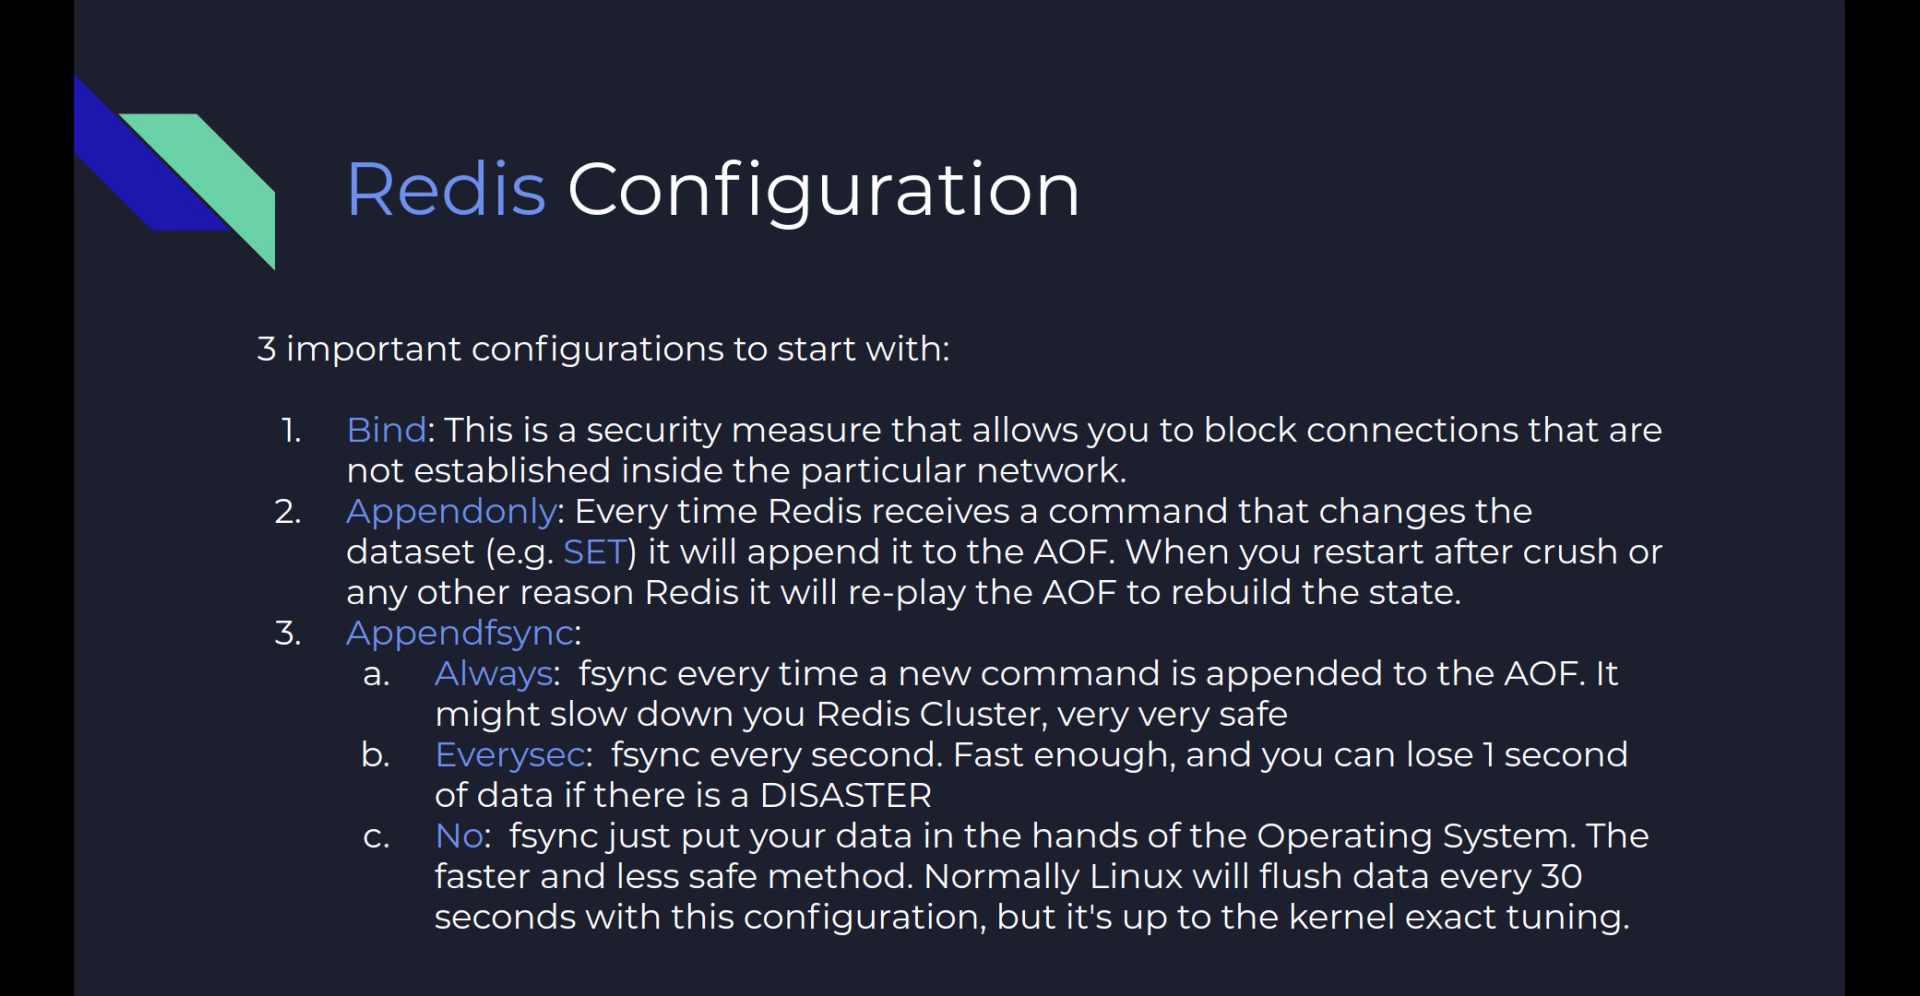 Redis Configuration
3 important configurations to start with:
1. Bind: This is a security measure that allows you to block connections that are
not established inside the particular network.
2. Appendonly: Every time Redis receives a command that changes the
dataset (e.g. SET) it will append it to the AOF. When you restart after crush or
any other reason Redis it will re-play the AOF to rebuild the state.
3. Appendfsync:
a. Always: fsync every time a new command is appended to the AOF. It
might slow down you Redis Cluster, very very safe
b. Everysec: fsync every second. Fast enough, and you can lose 1 second
of data if there is a DISASTER
c. No: fsync just put your data in the hands of the Operating System. The
faster and less safe method. Normally Linux will flush data every 30
seconds with this configuration, but it's up to the kernel exact tuning.